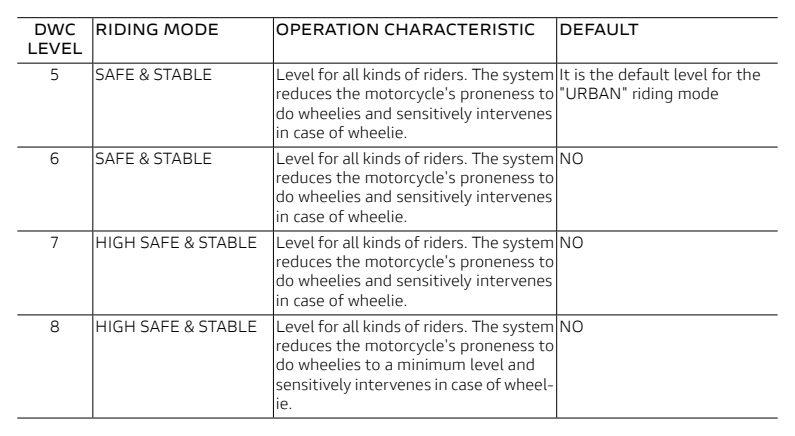 DWC LEVEL RIDING MODE OPERATION CHARACTERISTIC DEFAULT
5 SAFE & STABLE Level for all kinds of riders. The system It is the default level for the
reduces the motorcycle's proneness to "URBAN" riding mode
do wheelies and sensitively intervenes
in case of wheelie.
6 SAFE & STABLE Level for all kinds of riders. The system NO
reduces the motorcycle's proneness to
do wheelies and sensitively intervenes
in case of wheelie.
7 HIGH SAFE & STABLE Level for all kinds of riders. The system NO
reduces the motorcycle's proneness to
do wheelies and sensitively intervenes
in case of wheelie.
8 HIGH SAFE & STABLE Level for all kinds of riders. The system NO
reduces the motorcycle's proneness to
do wheelies to a minimum level and
sensitively intervenes in case of wheel-
ie.